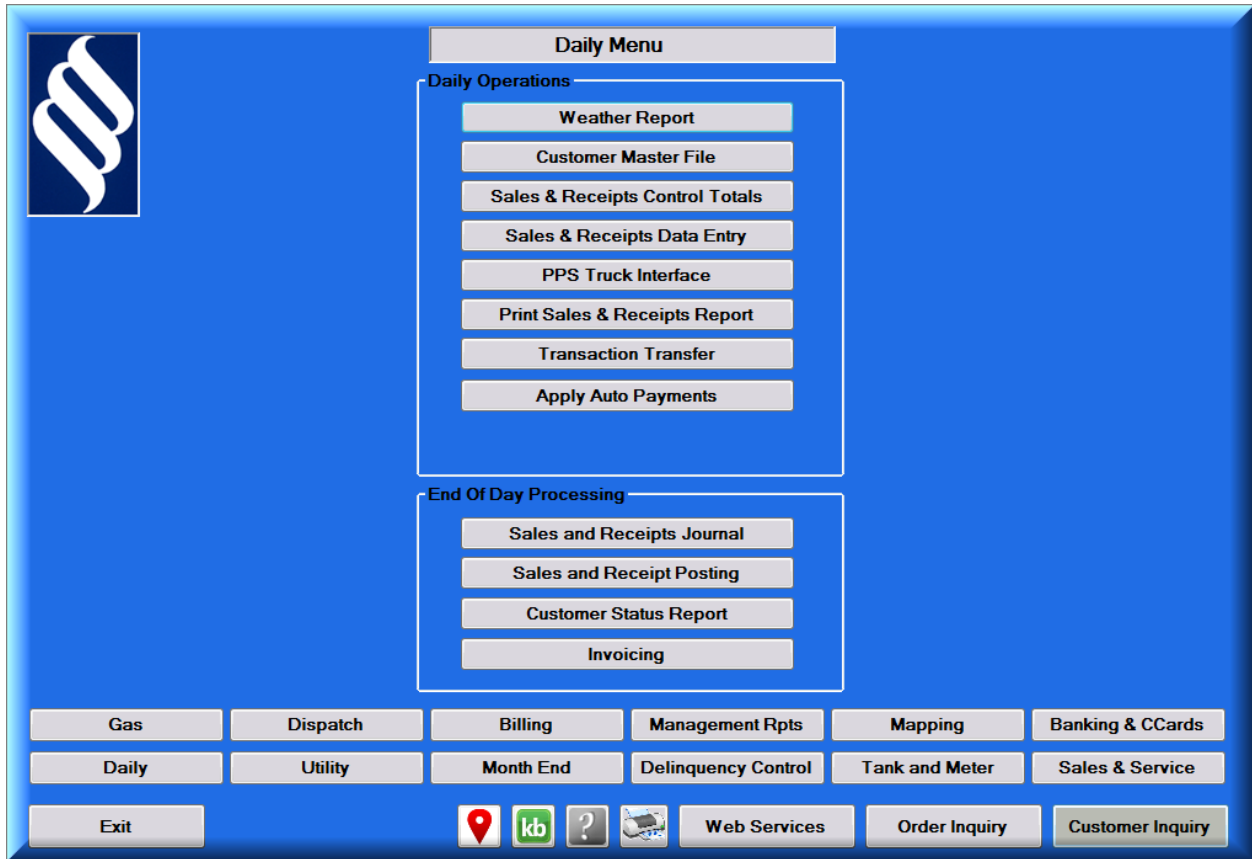 Daily Menu
Daily Operations
Weather Report
Customer Master File
Sales & Receipts Control Totals
Sales & Receipts Data Entry
PPS Truck Interface
Print Sales & Receipts Report
Transaction Transfer
Apply Auto Payments
End Of Day Processing
Sales and Receipts Journal
Sales and Receipt Posting
Customer Status Report
Invoicing
Gas Dispatch Billing Management Rpts Mapping Banking & CCards
Daily Utility Month End Delinquency Control Tank and Meter Sales & Service
Exit kb ? Web Services Order Inquiry Customer Inquiry